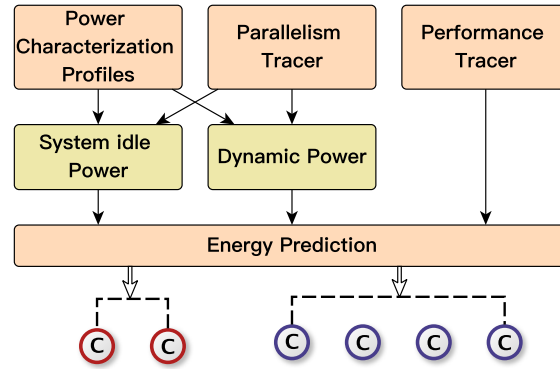 Power
Characterization
Profiles
Parallelism
Tracer
Performance
Tracer
System idle
Power
Dynamic Power
Energy Prediction
C
C
C
C
C
C